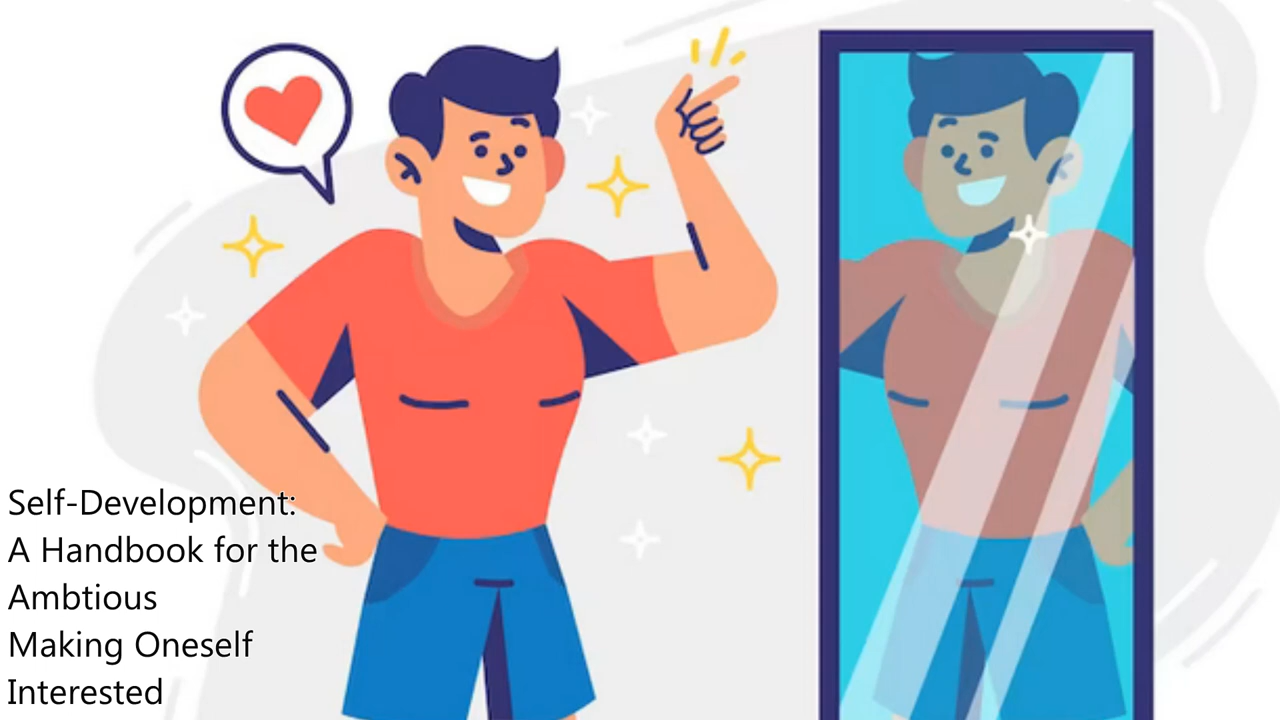 Self-Development:
A Handbook for the
Ambtious
Making Oneself
Interested